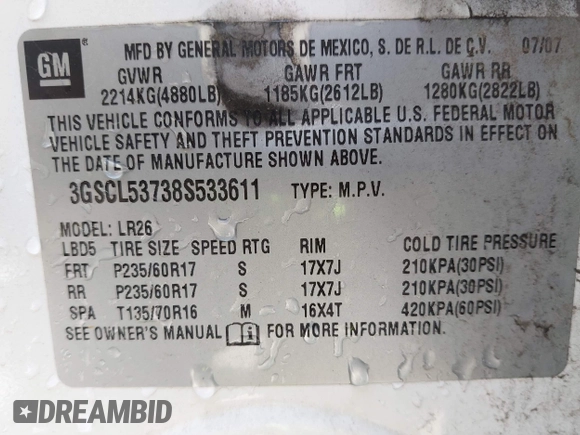 GM ® MFD BY GENERAL MOTORS DE MEXICO, S. DE R.L. DE C.V. 07/07
GVWR GAWR FRT GAWR RR
2214KG(4880LB) 1185KG(2612LB) 1280KG(2822LB)
THIS VEHICLE CONFORMS TO ALL APPLICABLE U.S. FEDERAL MOTOR
VEHICLE SAFETY AND THEFT PREVENTION STANDARDS IN EFFECT ON
THE DATE OF MANUFACTURE SHOWN ABOVE.
3GSCL53738S533611 TYPE: M.P.V.
MODEL: LR26
LBD5 TIRE SIZE SPEED RTG RIM COLD TIRE PRESSURE
FRT P235/60R17 S 17X7J 210KPA(30PSI)
RR P235/60R17 S 17X7J 210KPA(30PSI)
SPA T135/70R16 M 16X4T 420KPA(60PSI)
SEE OWNER'S MANUAL FOR MORE INFORMATION.
DREAMBID